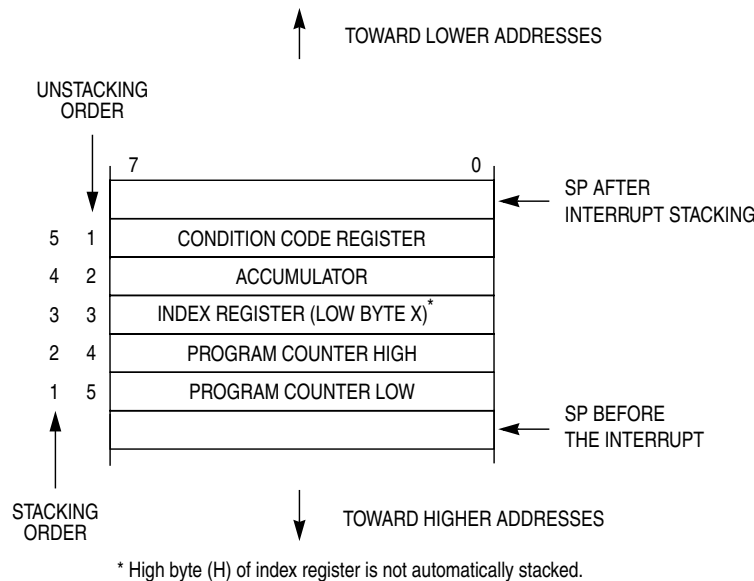 TOWARD LOWER ADDRESSES
UNSTACKING
ORDER
7 0
SP AFTER
INTERRUPT STACKING
5 1 CONDITION CODE REGISTER
4 2 ACCUMULATOR
3 3 INDEX REGISTER (LOW BYTE X)*
2 4 PROGRAM COUNTER HIGH
1 5 PROGRAM COUNTER LOW
SP BEFORE
THE INTERRUPT
STACKING
ORDER
TOWARD HIGHER ADDRESSES
* High byte (H) of index register is not automatically stacked.